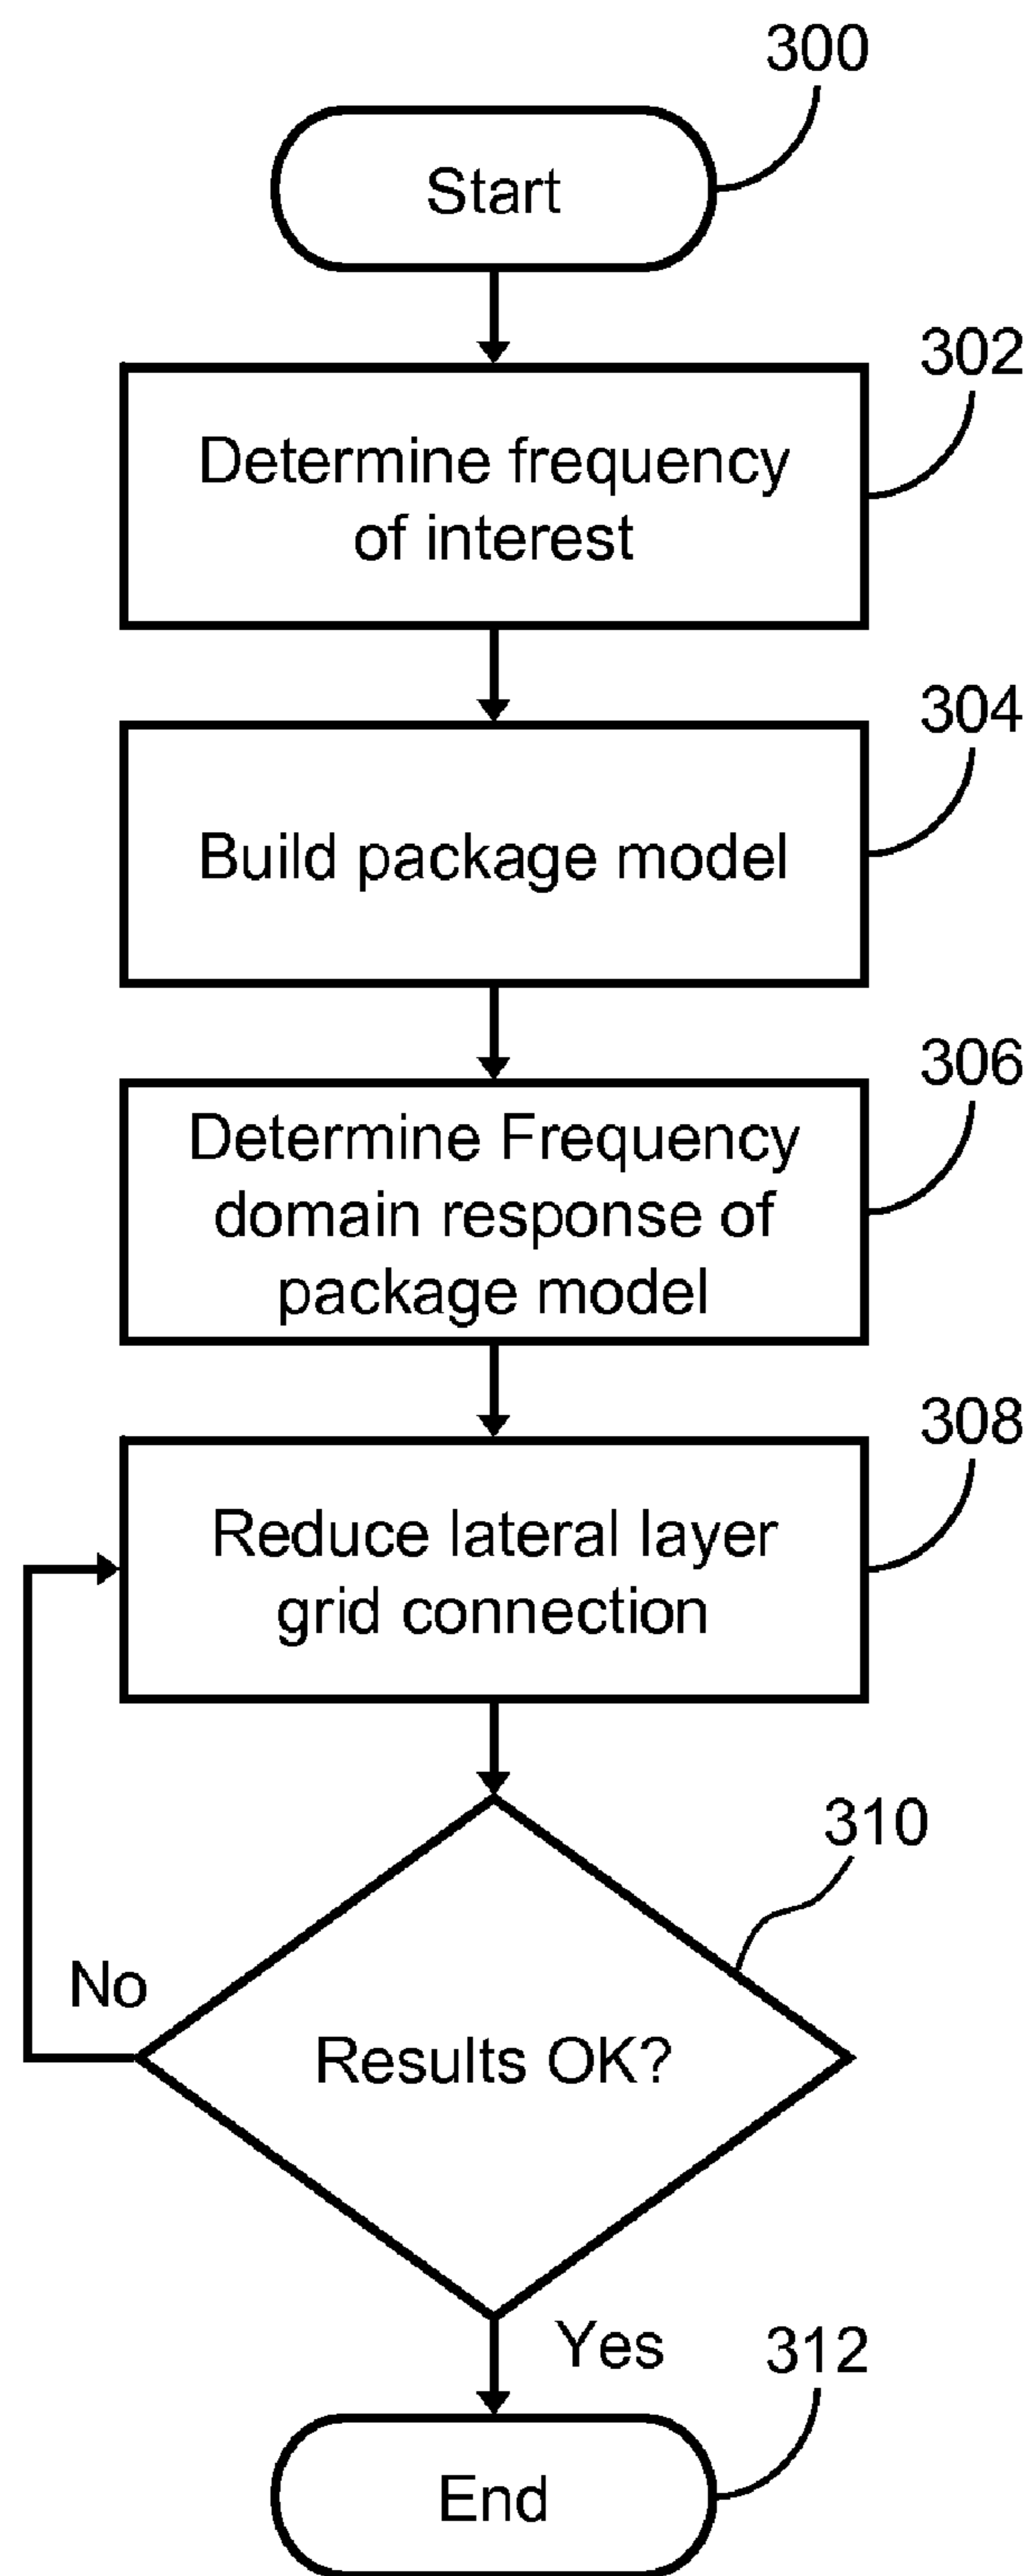 300
Start
302
Determine frequency
of interest
304
Build package model
306
Determine Frequency
domain response of
package model
308
Reduce lateral layer
grid connection
310
No
Results OK?
Yes
312
End